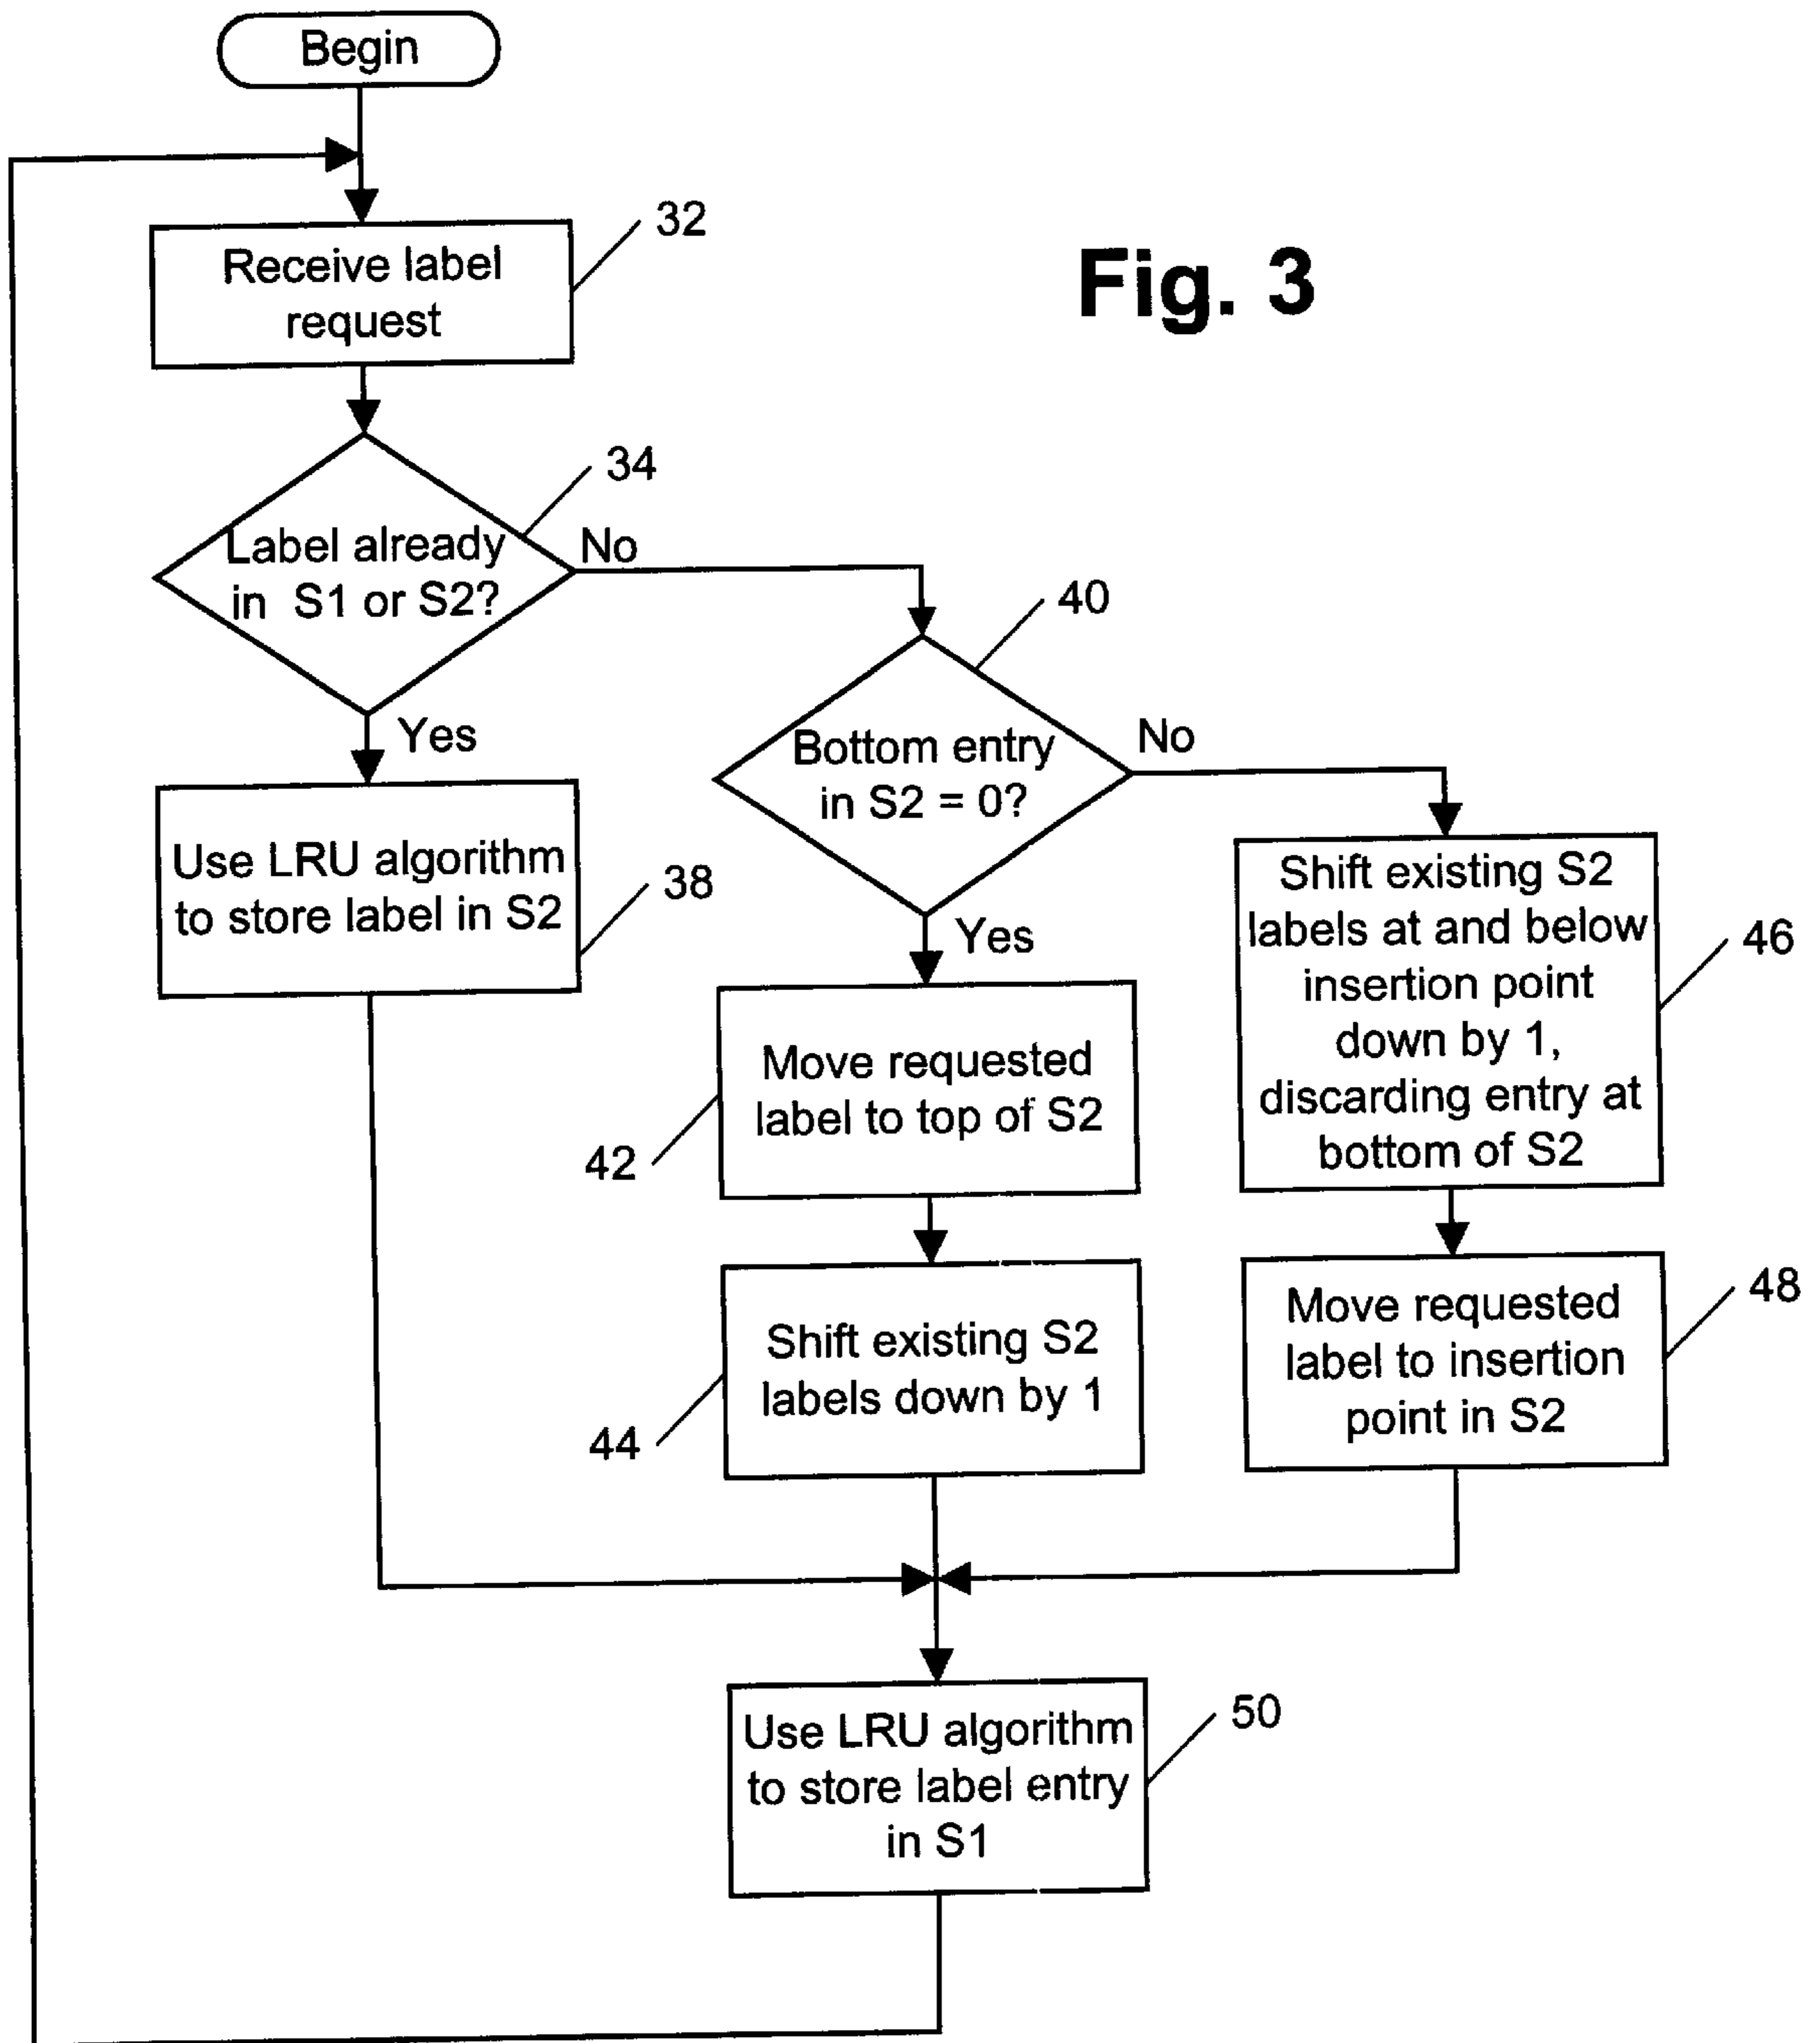 Begin
32
Receive label
request
Fig. 3
34
Label already
in S1 or S2?
No
Yes
40
Bottom entry
in S2 = 0?
No
Yes
Use LRU algorithm
to store label in S2
38
Shift existing S2
labels at and below
insertion point
down by 1,
discarding entry at
bottom of S2
46
Move requested
label to top of S2
42
Shift existing S2
labels down by 1
44
Move requested
label to insertion
point in S2
48
Use LRU algorithm
to store label entry
in S1
50